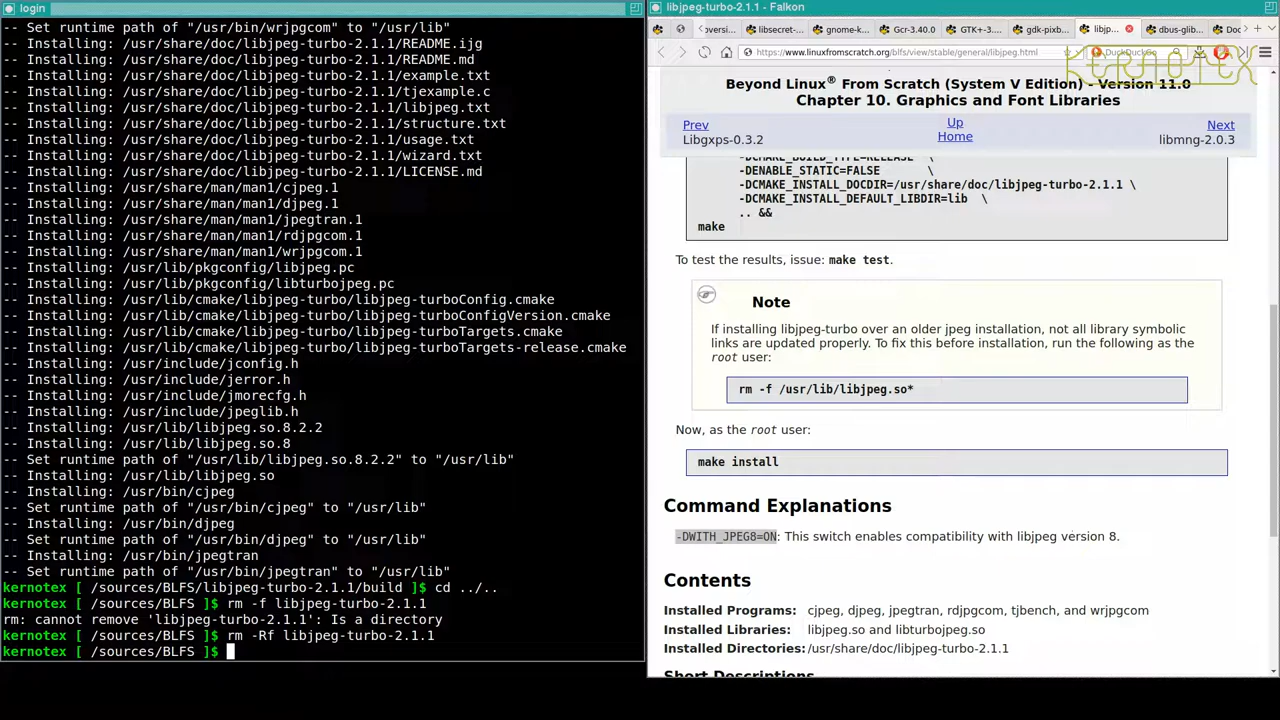 login
-- Set runtime path of "/usr/bin/wrjpgcom" to "/usr/lib"
-- Installing: /usr/share/doc/libjpeg-turbo-2.1.1/README.ijg
-- Installing: /usr/share/doc/libjpeg-turbo-2.1.1/README.md
-- Installing: /usr/share/doc/libjpeg-turbo-2.1.1/example.txt
-- Installing: /usr/share/doc/libjpeg-turbo-2.1.1/tjexample.c
-- Installing: /usr/share/doc/libjpeg-turbo-2.1.1/libjpeg.txt
-- Installing: /usr/share/doc/libjpeg-turbo-2.1.1/structure.txt
-- Installing: /usr/share/doc/libjpeg-turbo-2.1.1/usage.txt
-- Installing: /usr/share/doc/libjpeg-turbo-2.1.1/wizard.txt
-- Installing: /usr/share/doc/libjpeg-turbo-2.1.1/LICENSE.md
-- Installing: /usr/share/man/man1/cjpeg.1
-- Installing: /usr/share/man/man1/djpeg.1
-- Installing: /usr/share/man/man1/jpegtran.1
-- Installing: /usr/share/man/man1/rdjpgcom.1
-- Installing: /usr/share/man/man1/wrjpgcom.1
-- Installing: /usr/lib/pkgconfig/libjpeg.pc
-- Installing: /usr/lib/pkgconfig/libturbojpeg.pc
-- Installing: /usr/lib/cmake/libjpeg-turbo/libjpeg-turboConfig.cmake
-- Installing: /usr/lib/cmake/libjpeg-turbo/libjpeg-turboConfigVersion.cmake
-- Installing: /usr/lib/cmake/libjpeg-turbo/libjpeg-turboTargets.cmake
-- Installing: /usr/lib/cmake/libjpeg-turbo/libjpeg-turboTargets-release.cmake
-- Installing: /usr/include/jconfig.h
-- Installing: /usr/include/jerror.h
-- Installing: /usr/include/jmorecfg.h
-- Installing: /usr/include/jpeglib.h
-- Installing: /usr/lib/libjpeg.so.8.2.2
-- Installing: /usr/lib/libjpeg.so.8
-- Set runtime path of "/usr/lib/libjpeg.so.8.2.2" to "/usr/lib"
-- Installing: /usr/lib/libjpeg.so
-- Installing: /usr/bin/cjpeg
-- Set runtime path of "/usr/bin/cjpeg" to "/usr/lib"
-- Installing: /usr/bin/djpeg
-- Set runtime path of "/usr/bin/djpeg" to "/usr/lib"
-- Installing: /usr/bin/jpegtran
-- Set runtime path of "/usr/bin/jpegtran" to "/usr/lib"
kernotex [ /sources/BLFS/libjpeg-turbo-2.1.1/build ]$ cd ../..
kernotex [ /sources/BLFS ]$ rm -f libjpeg-turbo-2.1.1
rm: cannot remove 'libjpeg-turbo-2.1.1': Is a directory
kernotex [ /sources/BLFS ]$ rm -Rf libjpeg-turbo-2.1.1
kernotex [ /sources/BLFS ]$
libjpeg-turbo-2.1.1 - Falkon
oversi... libsecret-... gnome-k... Gcr-3.40.0 GTK+-3.... gdk-pixb... libjp... dbus-glib... Doc
https://www.linuxfromscratch.org/blfs/view/stable/general/libjpeg.html DuckDuckGo
KERNOTEX
Beyond Linux® From Scratch (System V Edition) - Version 11.0
Chapter 10. Graphics and Font Libraries
Prev Up Next
Libgxps-0.3.2 Home libmng-2.0.3
-DCMAKE_BUILD_TYPE=RELEASE \
-DENABLE_STATIC=FALSE \
-DCMAKE_INSTALL_DOCDIR=/usr/share/doc/libjpeg-turbo-2.1.1 \
-DCMAKE_INSTALL_DEFAULT_LIBDIR=lib \
.. &&
make
To test the results, issue: make test.
Note
If installing libjpeg-turbo over an older jpeg installation, not all library symbolic
links are updated properly. To fix this before installation, run the following as the
root user:
rm -f /usr/lib/libjpeg.so*
Now, as the root user:
make install
Command Explanations
-DWITH_JPEG8=ON: This switch enables compatibility with libjpeg version 8.
Contents
Installed Programs: cjpeg, djpeg, jpegtran, rdjpgcom, tjbench, and wrjpgcom
Installed Libraries: libjpeg.so and libturbojpeg.so
Installed Directories: /usr/share/doc/libjpeg-turbo-2.1.1
Short Descriptions